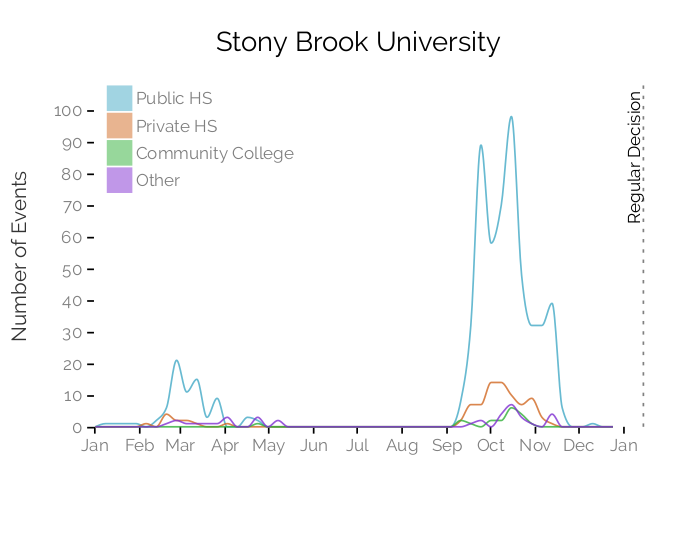 Stony Brook University
Public HS
Private HS
Community College
Other
Regular Decision
Number of Events
100
90
80
70
60
50
40
30
20
10
0
Jan Feb Mar Apr May Jun Jul Aug Sep Oct Nov Dec Jan